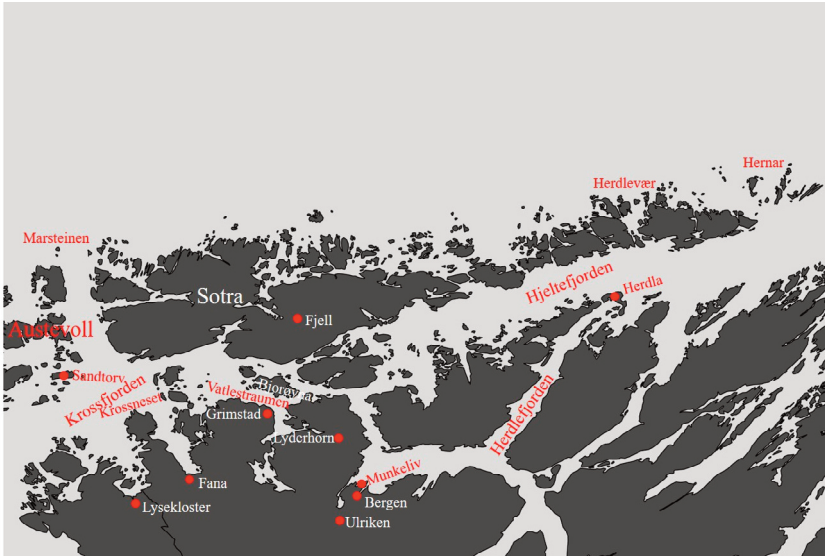 Hernar
Herdlevær
Marsteinen
Hjeltefjorden
Herdla
Sotra
Fjell
Austevoll
Sandtorv
Krossfjorden
Krossneset
Vatlestraumen
Bjorøyna
Grimstad
Herdlefjorden
Lyderhorn
Munkeliv
Fana
Bergen
Lysekloster
Ulriken